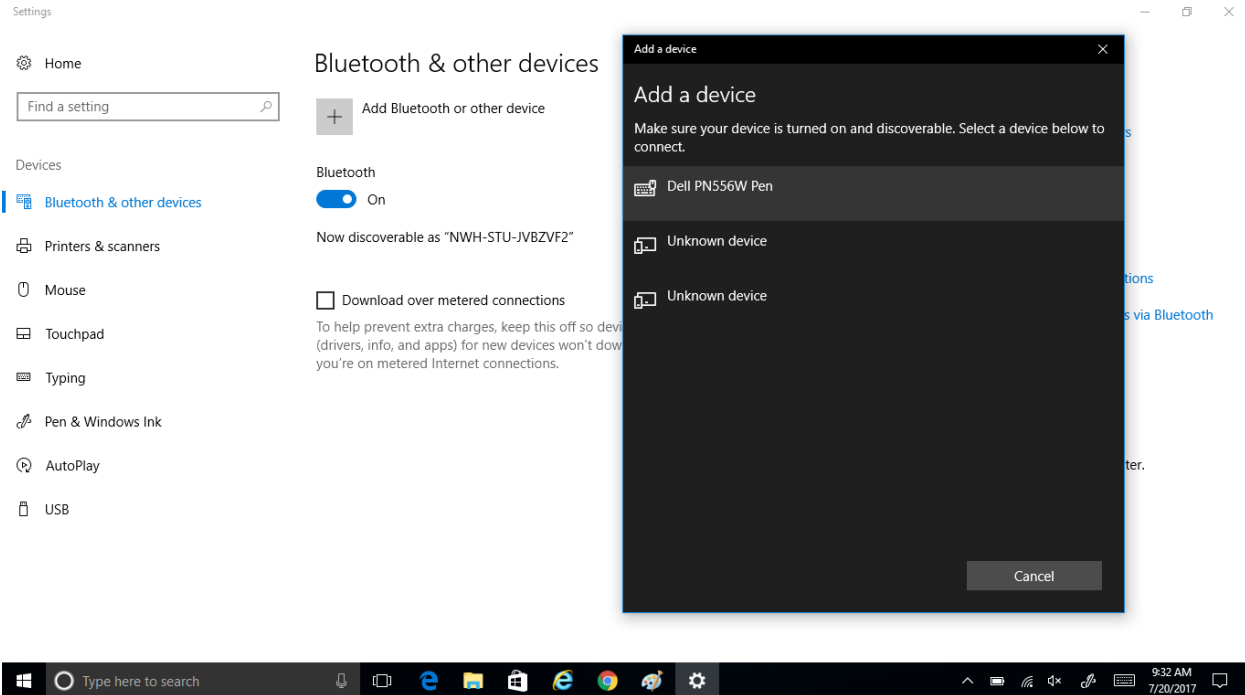 Settings
Home
Find a setting
Devices
Bluetooth & other devices
Printers & scanners
Mouse
Touchpad
Typing
Pen & Windows Ink
AutoPlay
USB
Bluetooth & other devices
Add Bluetooth or other device
Bluetooth
On
Now discoverable as “NWH-STU-JVBZVF2”
Download over metered connections
To help prevent extra charges, keep this off so devi
(drivers, info, and apps) for new devices won’t dow
you’re on metered Internet connections.
Add a device
Add a device
Make sure your device is turned on and discoverable. Select a device below to
connect.
Dell PN556W Pen
Unknown device
Unknown device
Cancel
tions
s via Bluetooth
ter.
Type here to search
9:32 AM
7/20/2017